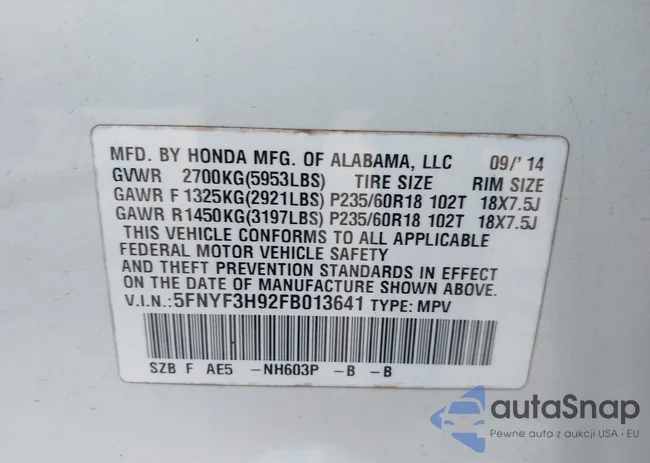 MFD. BY HONDA MFG. OF ALABAMA, LLC 09/' 14
GVWR 2700KG(5953LBS) TIRE SIZE RIM SIZE
GAWR F 1325KG(2921LBS) P235/60R18 102T 18X7.5J
GAWR R1450KG(3197LBS) P235/60R18 102T 18X7.5J
THIS VEHICLE CONFORMS TO ALL APPLICABLE
FEDERAL MOTOR VEHICLE SAFETY
AND THEFT PREVENTION STANDARDS IN EFFECT
ON THE DATE OF MANUFACTURE SHOWN ABOVE.
V.I.N.:5FNYF3H92FB013641 TYPE: MPV
SZB F AE5 -NH603P -B -B
autaSnap
Pewne auta z aukcji USA i EU